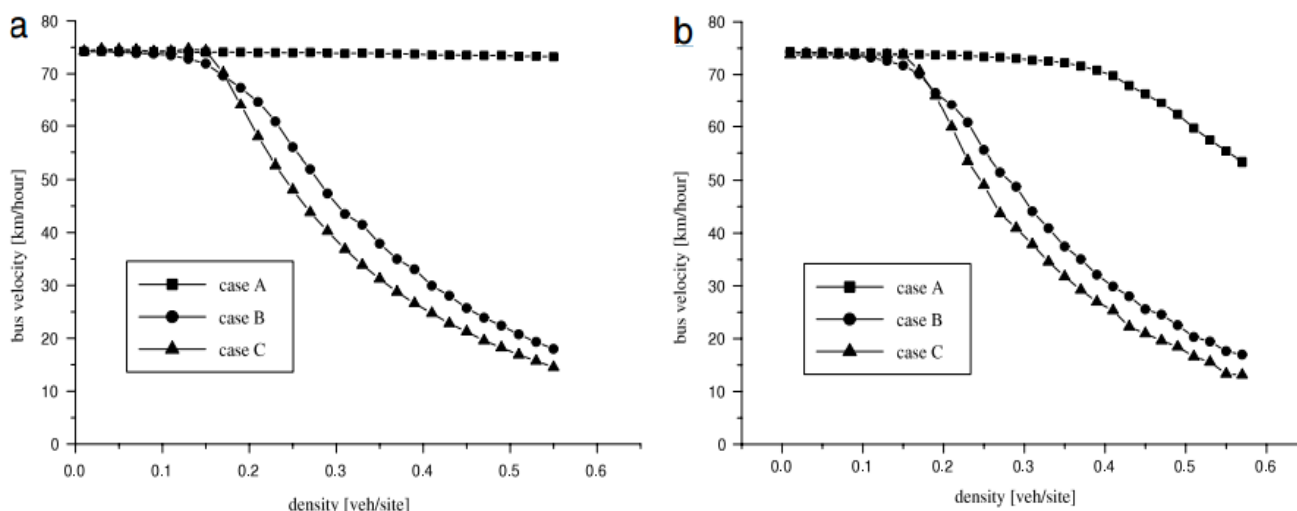 a
80
70
60
50
40
30
20
10
0
bus velocity [km/hour]
case A
case B
case C
0.0 0.1 0.2 0.3 0.4 0.5 0.6
density [veh/site]
b
80
70
60
50
40
30
20
10
0
bus velocity [km/hour]
case A
case B
case C
0.0 0.1 0.2 0.3 0.4 0.5 0.6
density [veh/site]